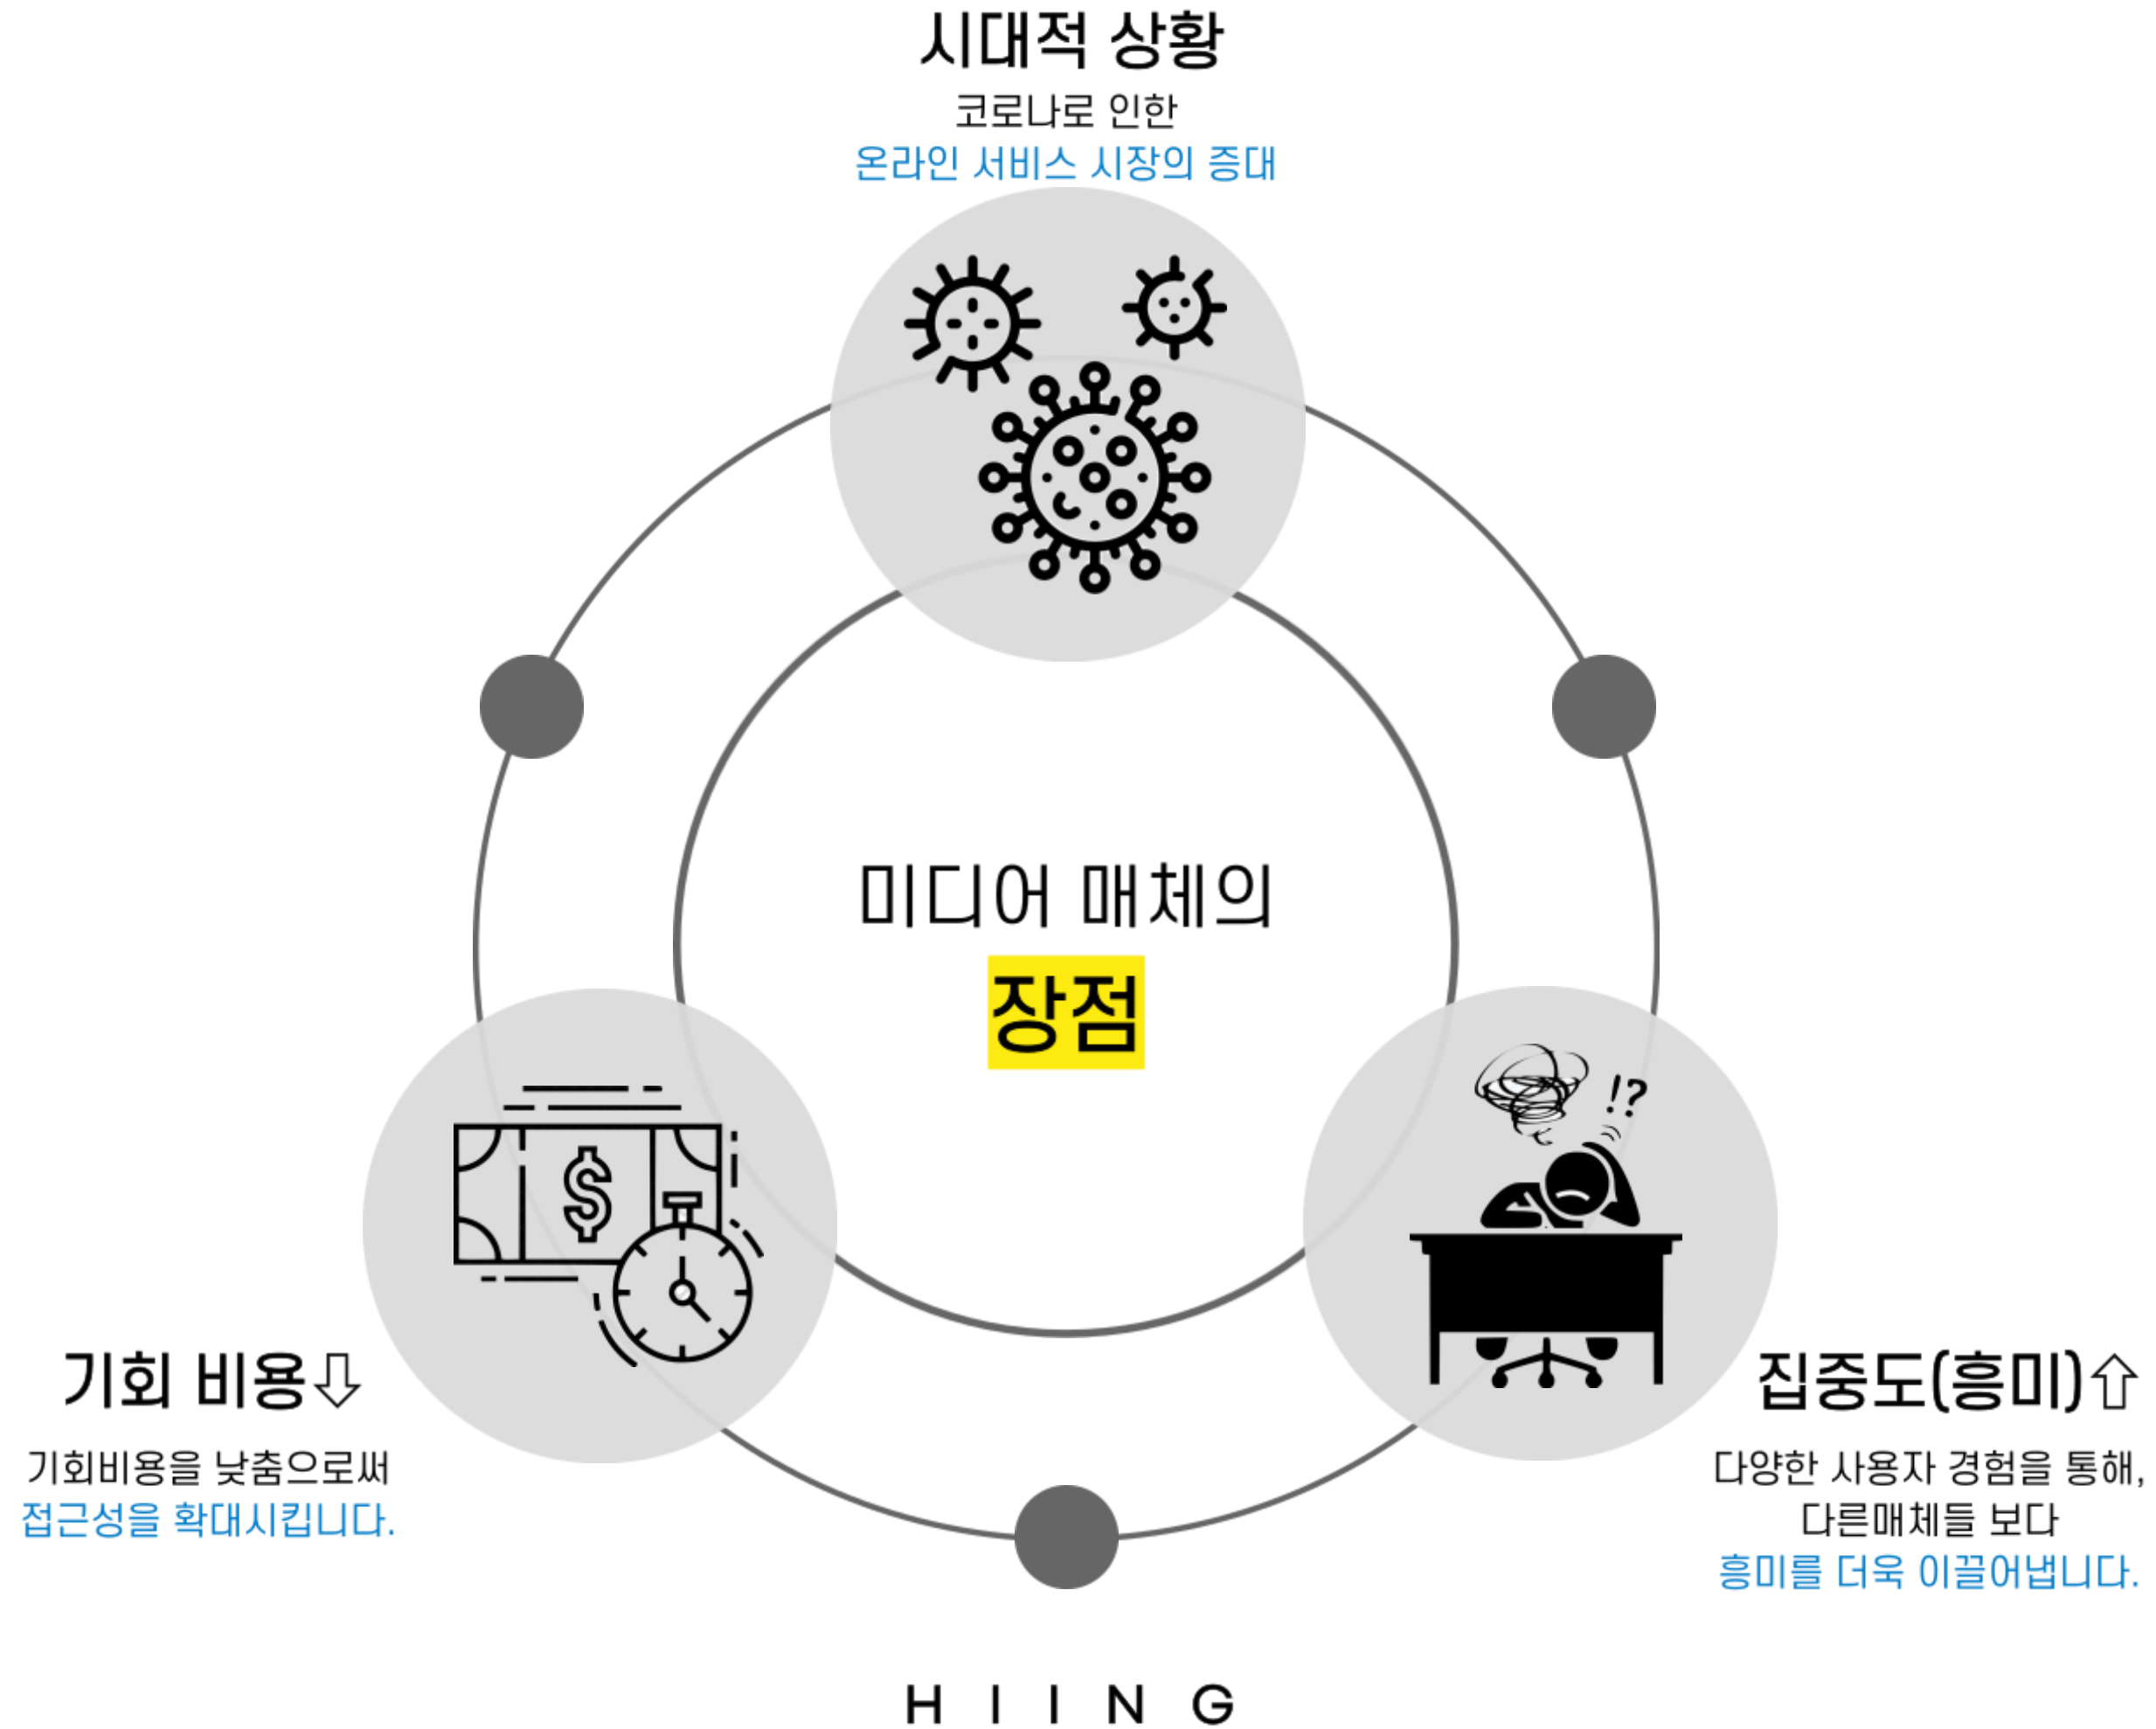 시대적 상황
코로나로 인한
온라인 서비스 시장의 증대
미디어 매체의
장점
$
!?
기회 비용⇩
기회비용을 낮춤으로써
접근성을 확대시킵니다.
집중도(흥미)⇧
다양한 사용자 경험을 통해,
다른매체들 보다
흥미를 더욱 이끌어냅니다.
HIING